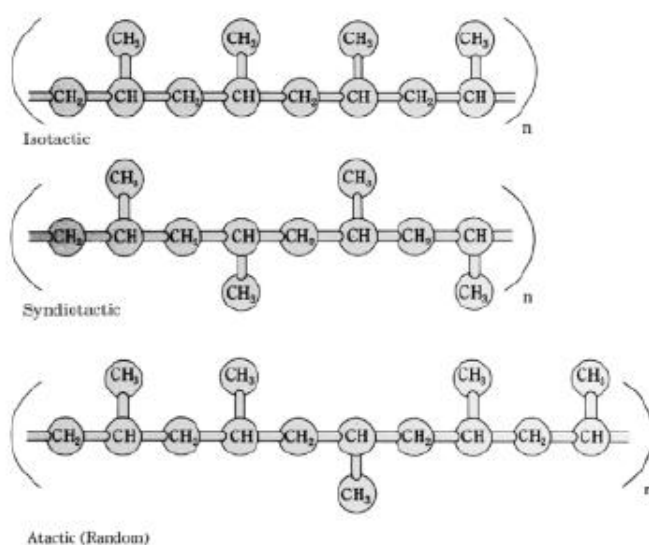 CH₃ CH₃ CH₃ CH₃
CH₂ CH CH₂ CH CH₂ CH CH₂ CH
n
Isotactic
CH₃ CH₃
CH₂ CH CH₂ CH CH₂ CH CH₂ CH
CH₃ CH₃
n
Syndiotactic
CH₃ CH₃ CH₃ CH₃
CH₂ CH CH₂ CH CH₂ CH CH₂ CH CH₂ CH
CH₃
n
Atactic (Random)